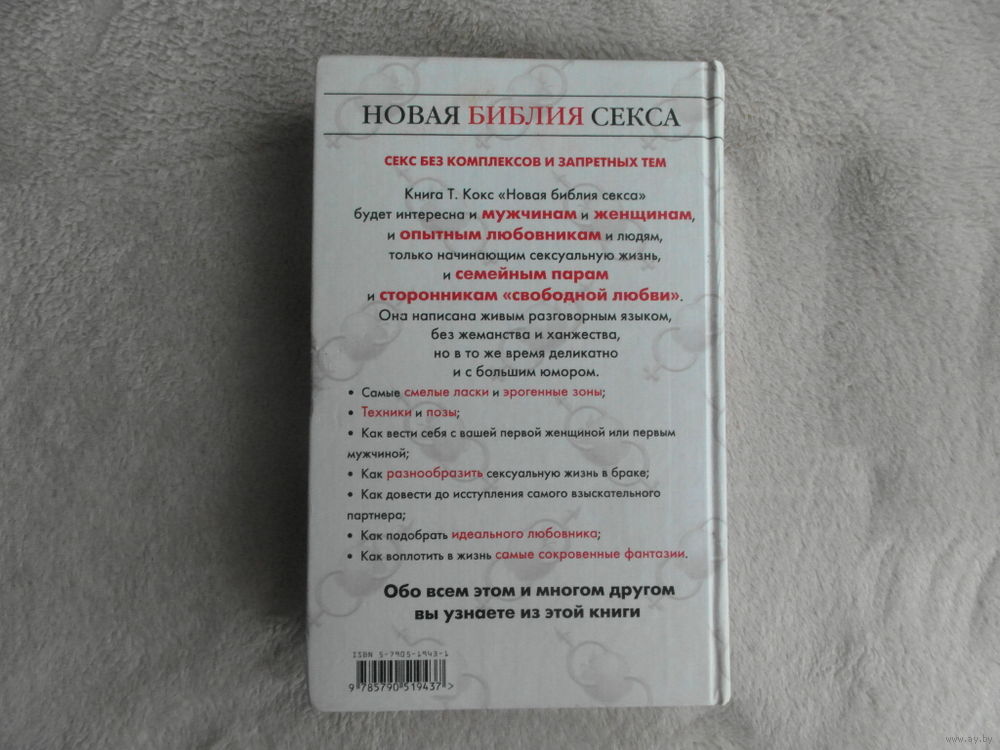 НОВАЯ БИБЛИЯ СЕКСА
СЕКС БЕЗ КОМПЛЕКСОВ И ЗАПРЕТНЫХ ТЕМ
Книга Т. Кокс «Новая библия секса»
будет интересна и мужчинам и женщинам,
и опытным любовникам и людям,
только начинающим сексуальную жизнь,
и семейным парам
и сторонникам «свободной любви».
Она написана живым разговорным языком,
без жеманства и ханжества,
но в то же время деликатно
и с большим юмором.
• Самые смелые ласки и эрогенные зоны;
• Техники и позы;
• Как вести себя с вашей первой женщиной или первым
мужчиной;
• Как разнообразить сексуальную жизнь в браке;
• Как довести до исступления самого взыскательного
партнера;
• Как подобрать идеального любовника;
• Как воплотить в жизнь самые сокровенные фантазии.
Обо всем этом и многом другом
вы узнаете из этой книги
ISBN 5-7905-1943-1
9 785790 519437 >
www.ay.by